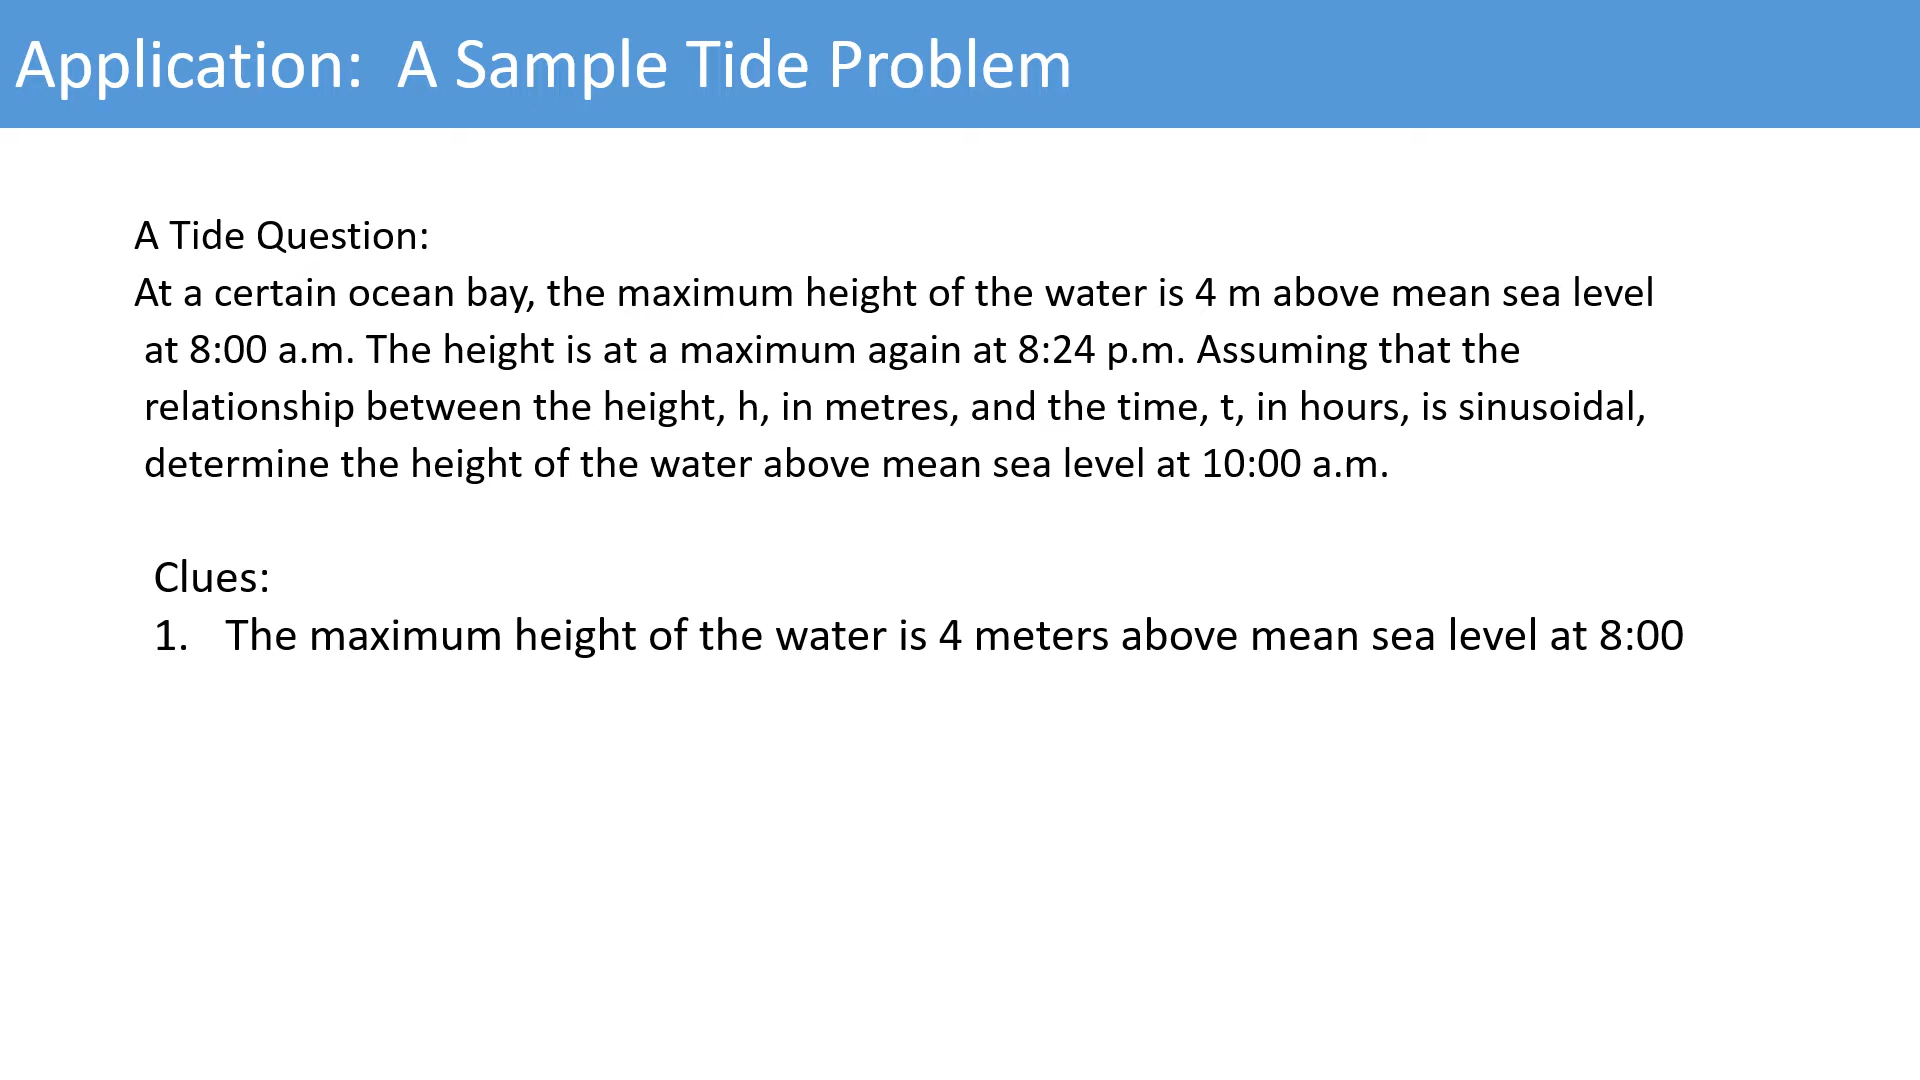 Application:  A Sample Tide Problem
A Tide Question:
At a certain ocean bay, the maximum height of the water is 4 m above mean sea level
at 8:00 a.m. The height is at a maximum again at 8:24 p.m. Assuming that the
relationship between the height, h, in metres, and the time, t, in hours, is sinusoidal,
determine the height of the water above mean sea level at 10:00 a.m.
Clues:
1. The maximum height of the water is 4 meters above mean sea level at 8:00